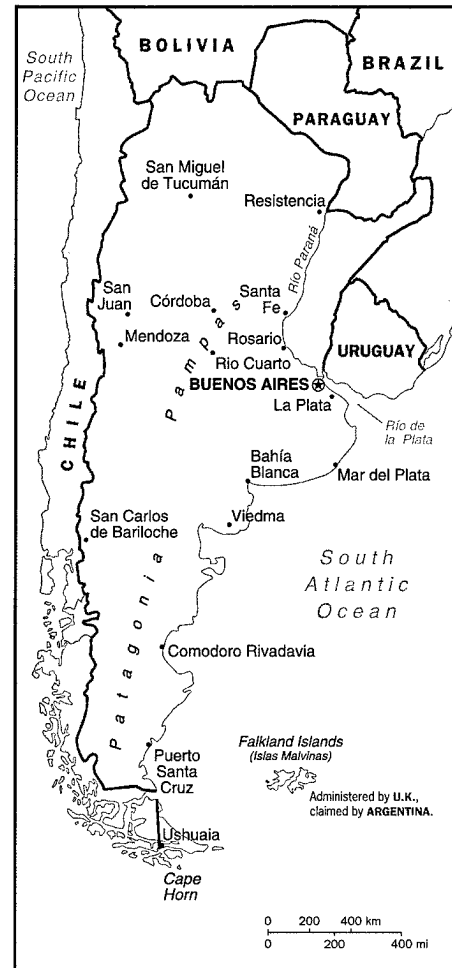 South
Pacific
Ocean
BOLIVIA
BRAZIL
PARAGUAY
San Miguel
de Tucumán
Resistencia
Río Paraná
San
Juan
Córdoba
Santa
Fe
Mendoza
Pampas
Rosario
Rio Cuarto
URUGUAY
BUENOS AIRES
La Plata
Río de
la Plata
CHILE
Bahía
Blanca
Mar del Plata
San Carlos
de Bariloche
Viedma
South
Atlantic
Ocean
Patagonia
Comodoro Rivadavia
Puerto
Santa
Cruz
Falkland Islands
(Islas Malvinas)
Administered by U.K.,
claimed by ARGENTINA.
Ushuaia
Cape
Horn
0 200 400 km
0 200 400 mi